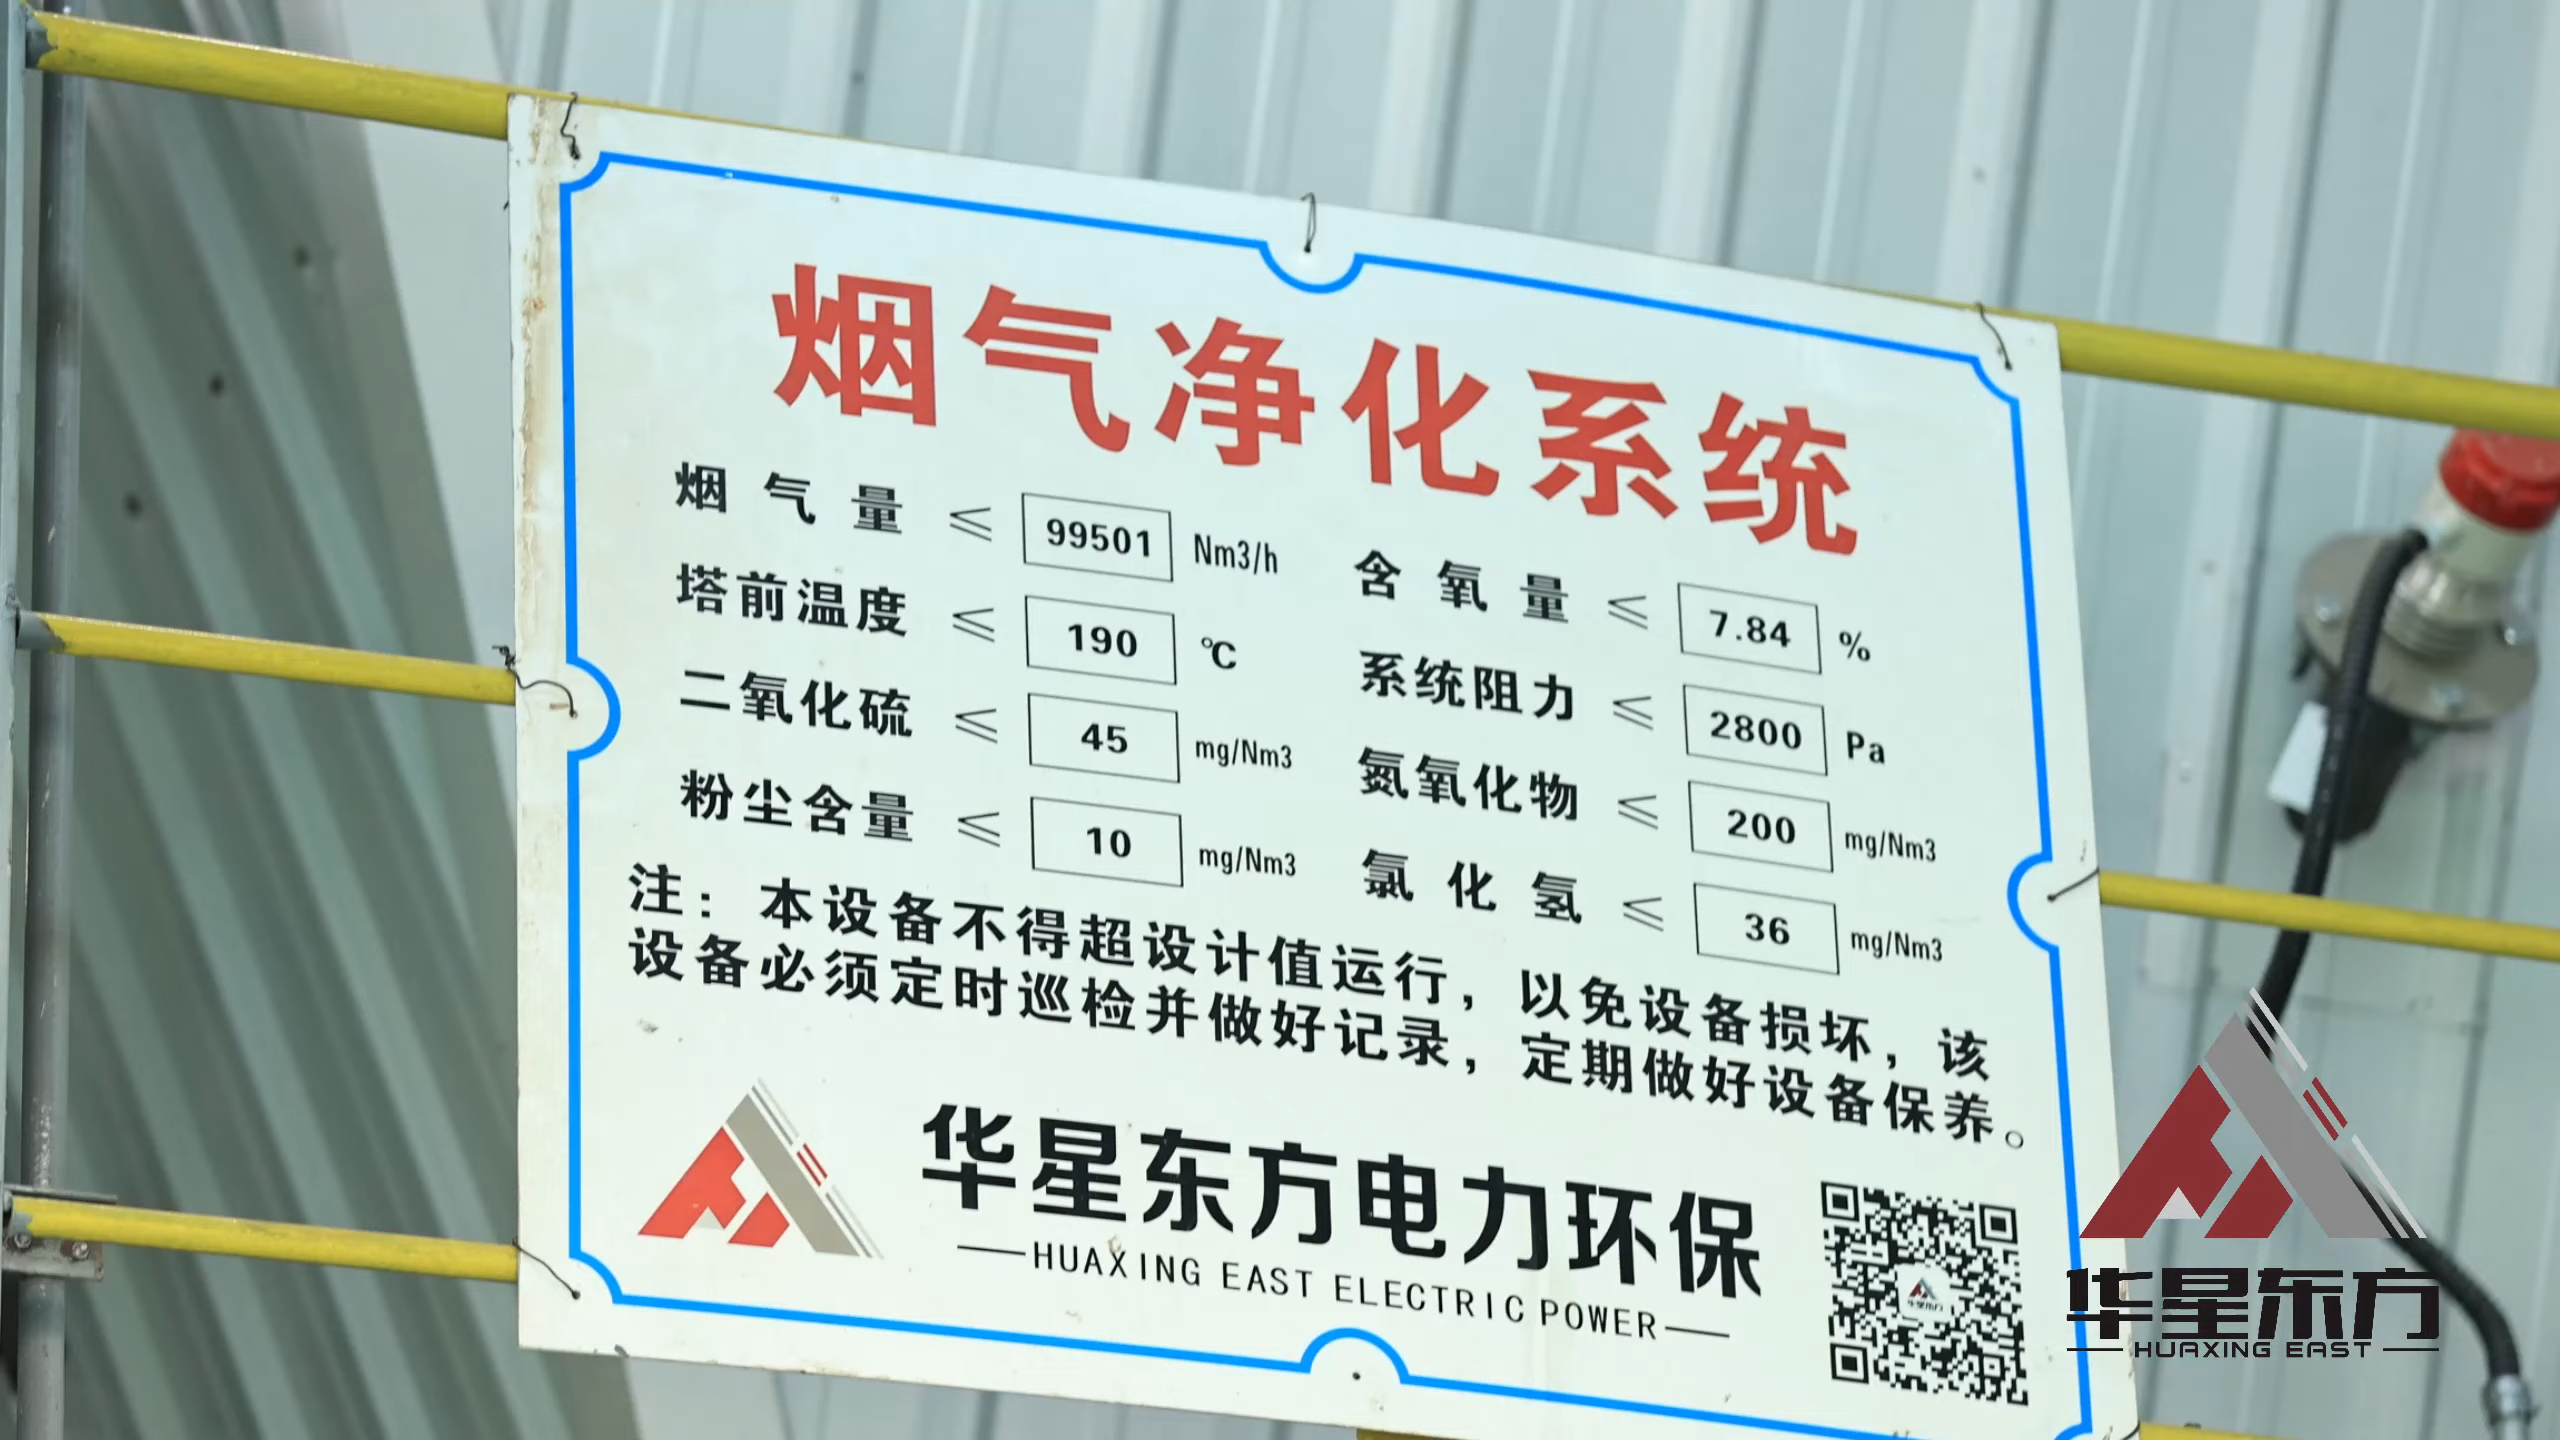 烟气净化系统
烟气量 ≤ 99501 Nm3/h 含氧量 ≤ 7.84 %
塔前温度 ≤ 190 ℃ 系统阻力 ≤ 2800 Pa
二氧化硫 ≤ 45 mg/Nm3 氮氧化物 ≤ 200 mg/Nm3
粉尘含量 ≤ 10 mg/Nm3 氯化氢 ≤ 36 mg/Nm3
注：本设备不得超设计值运行，以免设备损坏，该
设备必须定时巡检并做好记录，定期做好设备保养。
华星东方电力环保
HUAXING EAST ELECTRIC POWER
华星东方
华星东方
HUAXING EAST